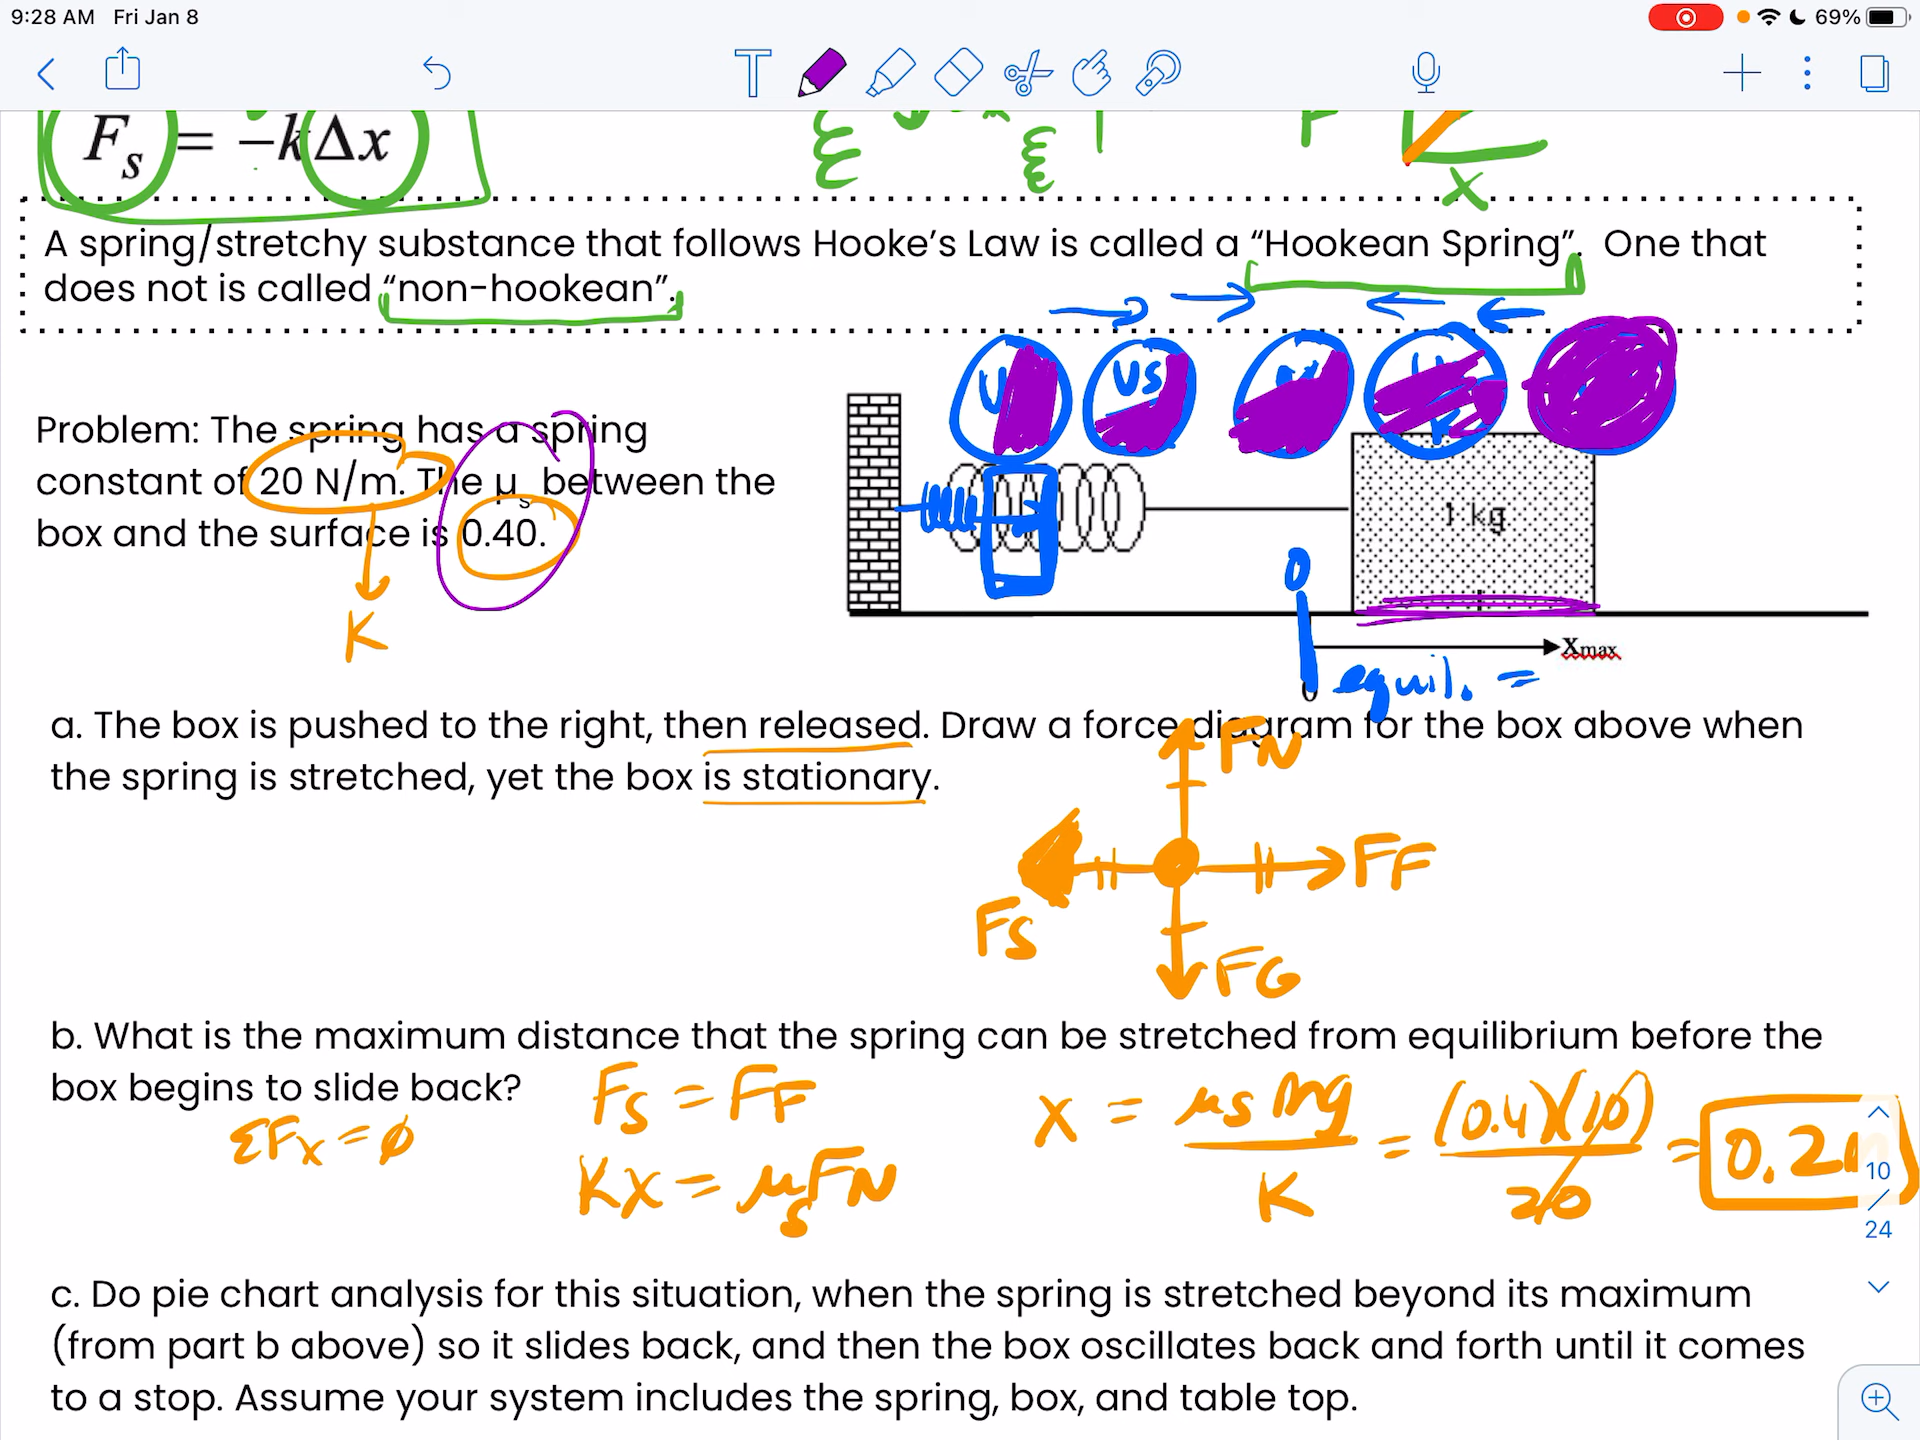 9:28 AM Fri Jan 8
69%
T
Fs = -kΔx
F
x
A spring/stretchy substance that follows Hooke’s Law is called a “Hookean Spring”. One that
does not is called “non-hookean”.
U
Us
Problem: The spring has a spring
constant of 20 N/m. The μs between the
box and the surface is 0.40.
K
1 kg
0
xmax
0
equil. =
a. The box is pushed to the right, then released. Draw a force diagram for the box above when
the spring is stretched, yet the box is stationary.
FN
FF
Fs
FG
b. What is the maximum distance that the spring can be stretched from equilibrium before the
box begins to slide back?
ΣFx = ϕ
Fs = FF
Kx = μsFN
x = μs mg / K = (0.4)(10) / 20 = 0.2m
10
/
24
c. Do pie chart analysis for this situation, when the spring is stretched beyond its maximum
(from part b above) so it slides back, and then the box oscillates back and forth until it comes
to a stop. Assume your system includes the spring, box, and table top.